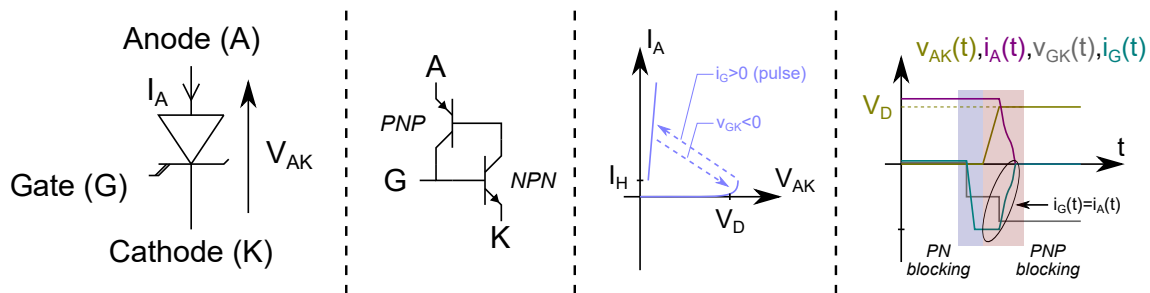 Anode (A)
I_A
V_AK
Gate (G)
Cathode (K)
A
PNP
G
NPN
K
I_A
i_G>0 (pulse)
v_GK<0
I_H
V_AK
V_D
v_AK(t),i_A(t),v_GK(t),i_G(t)
V_D
t
i_G(t)=i_A(t)
PN
blocking
PNP
blocking